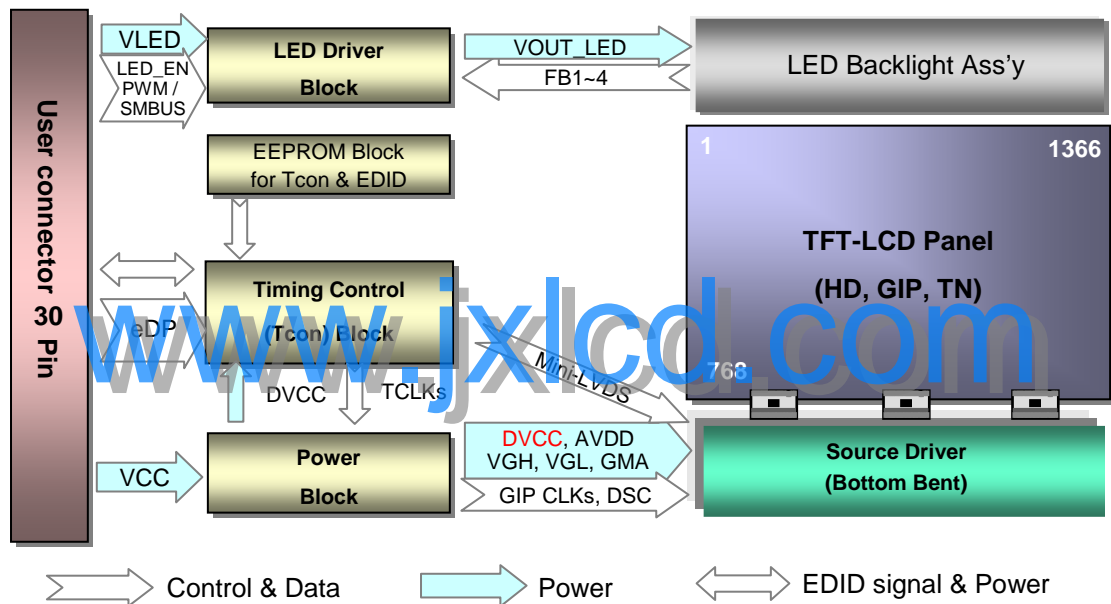 User connector 30 Pin
VLED
LED_EN
PWM /
SMBUS
LED Driver
Block
VOUT_LED
FB1~4
LED Backlight Ass'y
EEPROM Block
for Tcon & EDID
1
1366
TFT-LCD Panel
(HD, GIP, TN)
768
eDP
Timing Control
(Tcon) Block
www.jxlcd.com
Mini-LVDS
DVCC
TCLKs
VCC
Power
Block
DVCC, AVDD
VGH, VGL, GMA
GIP CLKs, DSC
Source Driver
(Bottom Bent)
Control & Data
Power
EDID signal & Power